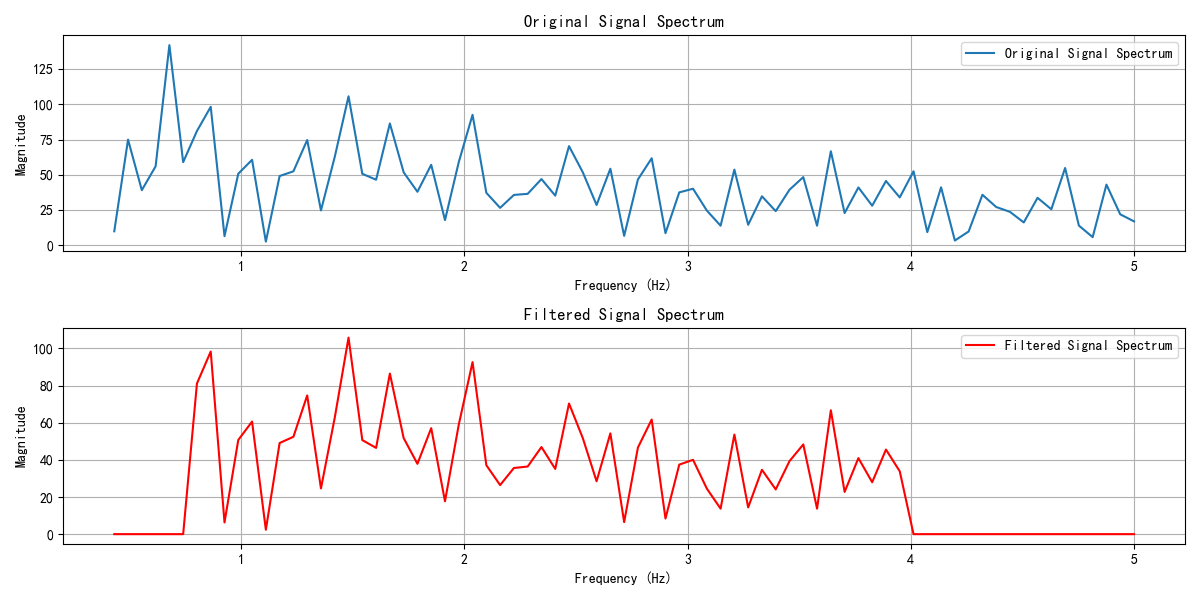 Original Signal Spectrum
Original Signal Spectrum
Magnitude
125
100
75
50
25
0
1
2
3
4
5
Frequency (Hz)
Filtered Signal Spectrum
Filtered Signal Spectrum
Magnitude
100
80
60
40
20
0
1
2
3
4
5
Frequency (Hz)